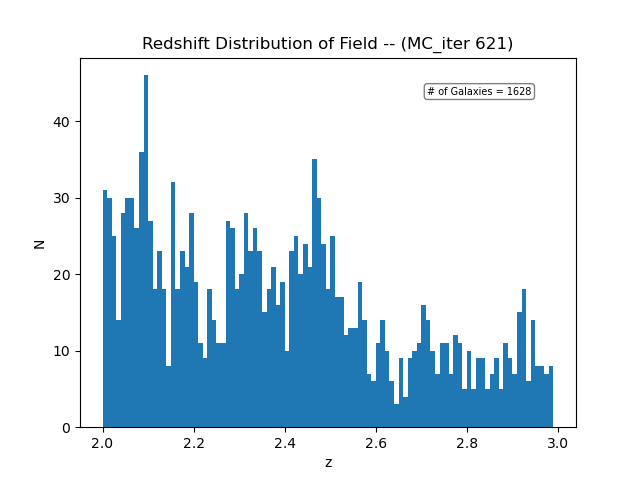 Redshift Distribution of Field -- (MC_iter 621)
# of Galaxies = 1628
40
30
20
10
0
N
2.0 2.2 2.4 2.6 2.8 3.0
z